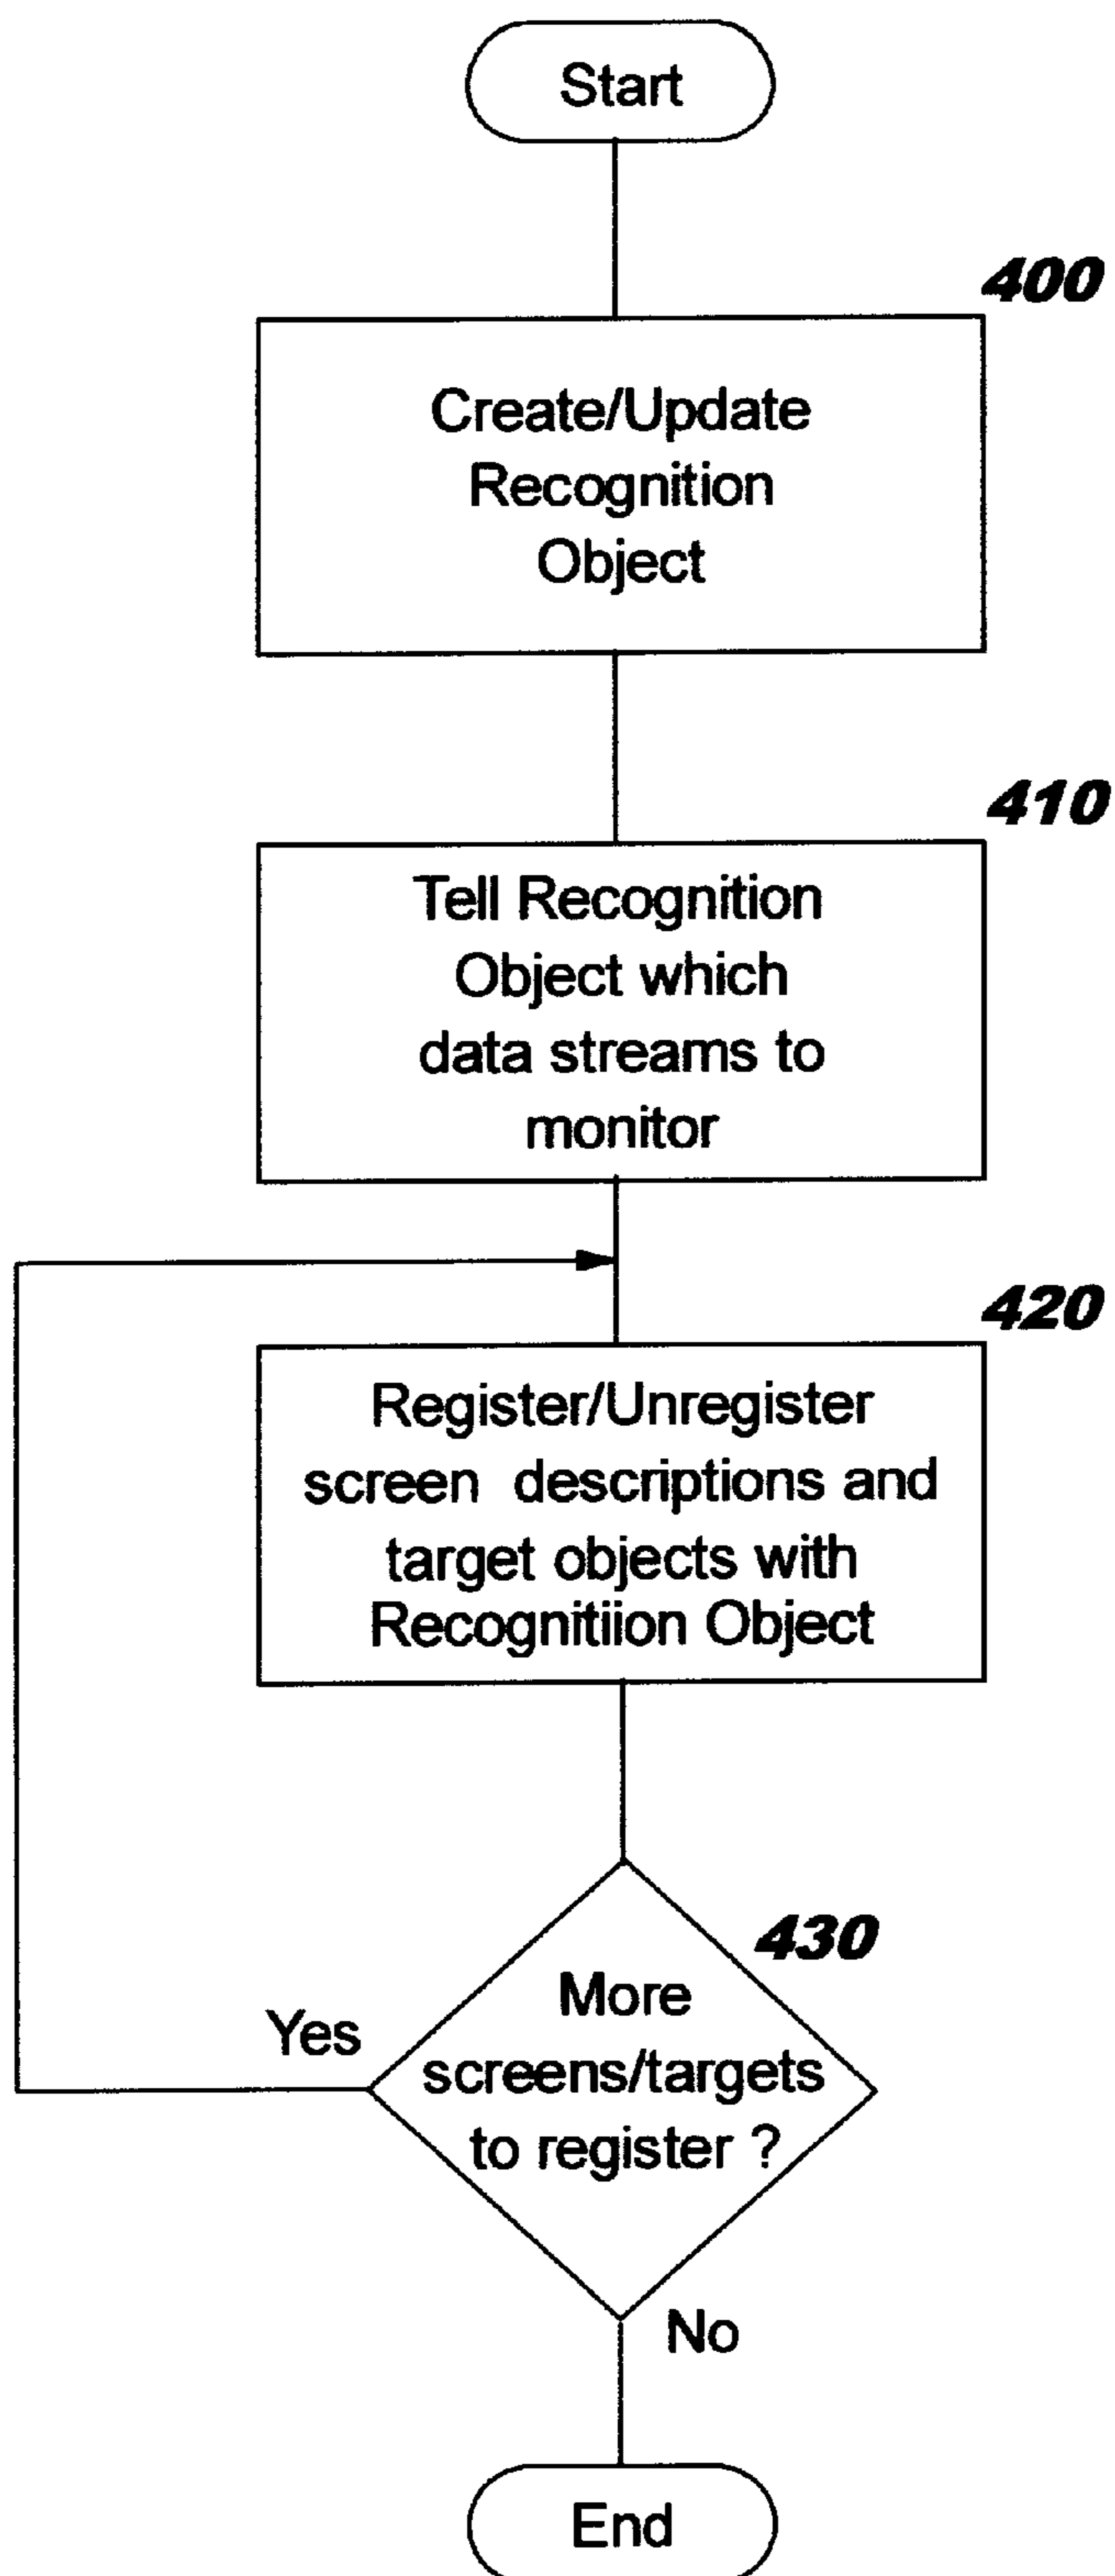 Start
400
Create/Update
Recognition
Object
410
Tell Recognition
Object which
data streams to
monitor
420
Register/Unregister
screen descriptions and
target objects with
Recognitiion Object
430
More
screens/targets
to register ?
Yes
No
End